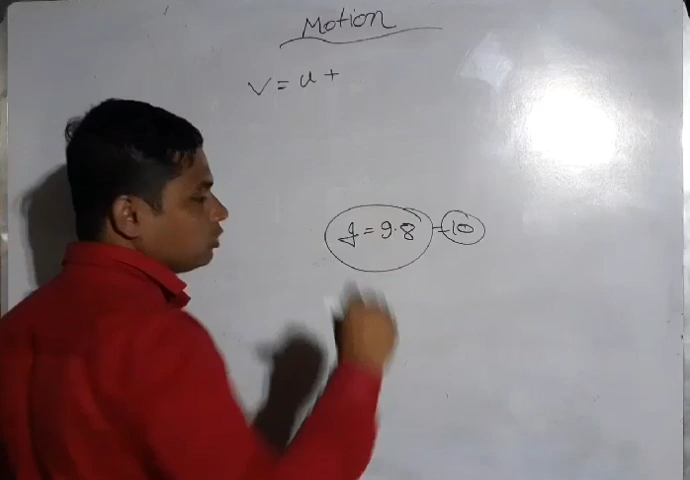 Motion
V = u +
g = 9.8 - 10